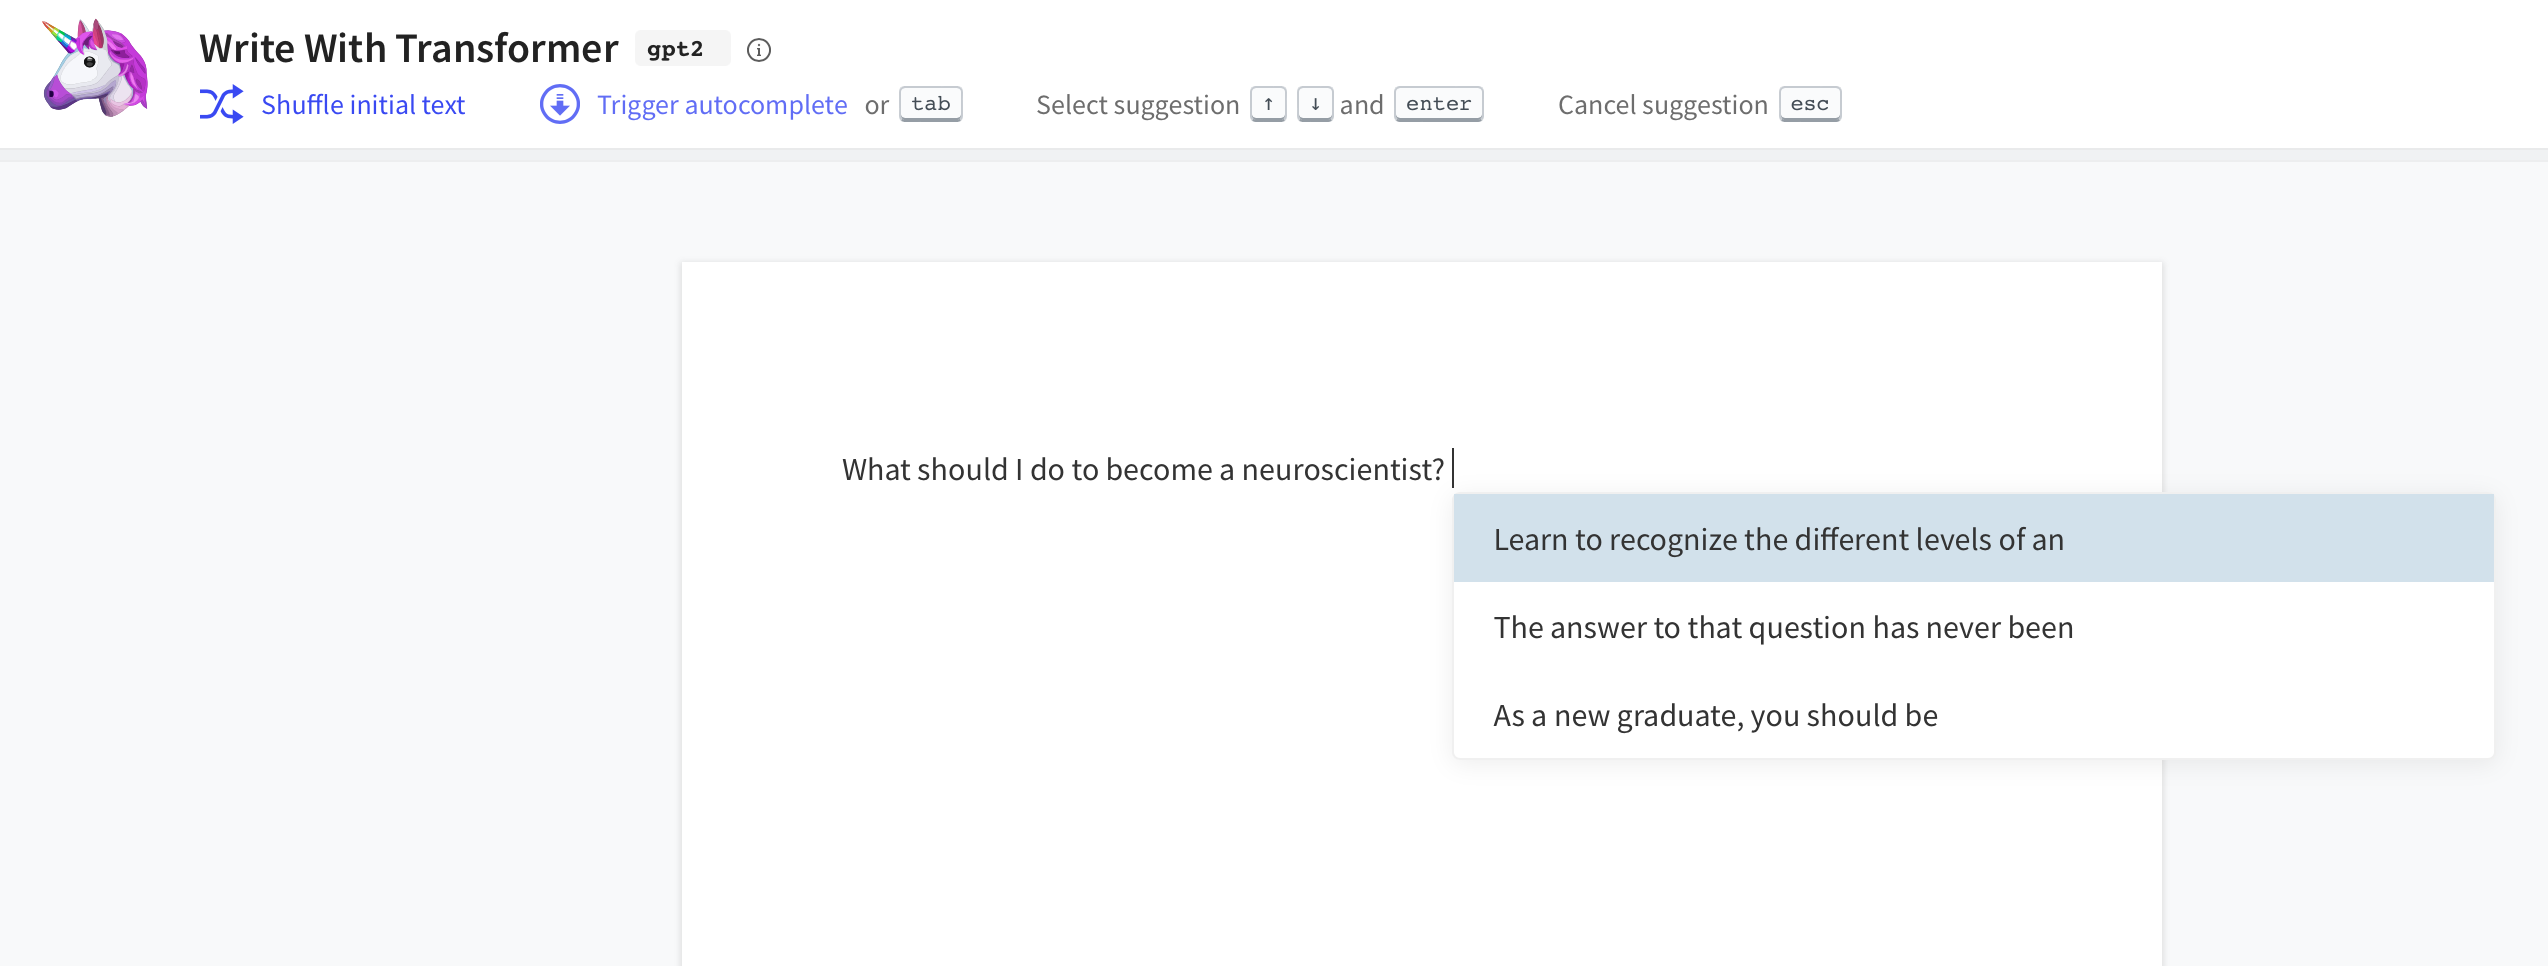 Write With Transformer gpt2
Shuffle initial text Trigger autocomplete or tab Select suggestion ↑ ↓ and enter Cancel suggestion esc
What should I do to become a neuroscientist?
Learn to recognize the different levels of an
The answer to that question has never been
As a new graduate, you should be